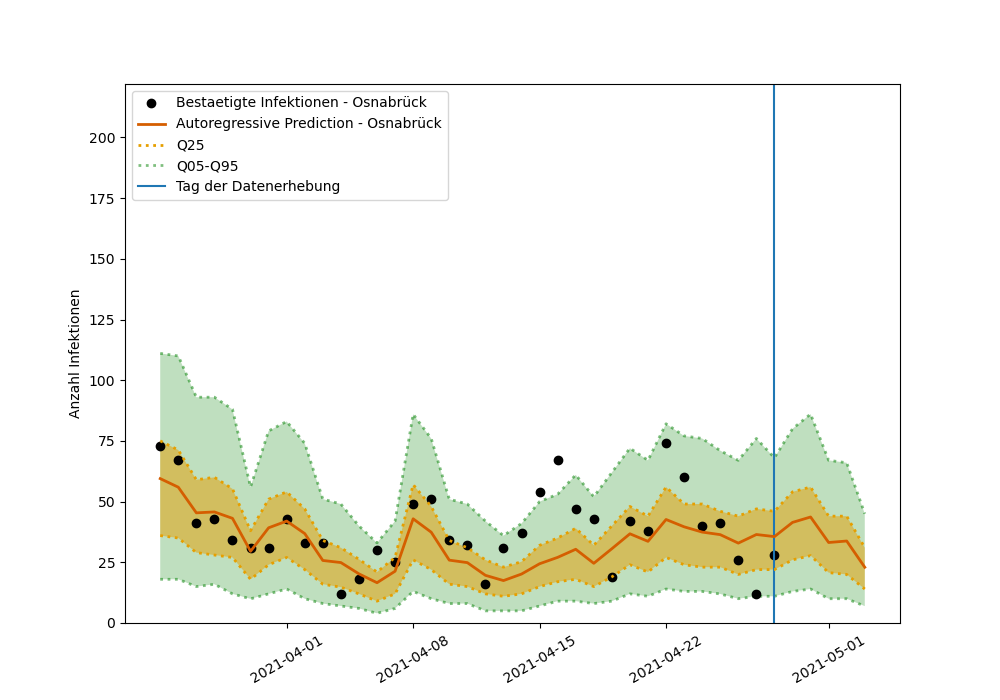 Bestaetigte Infektionen - Osnabrück
Autoregressive Prediction - Osnabrück
Q25
Q05-Q95
Tag der Datenerhebung
Anzahl Infektionen
200
175
150
125
100
75
50
25
0
2021-04-01
2021-04-08
2021-04-15
2021-04-22
2021-05-01